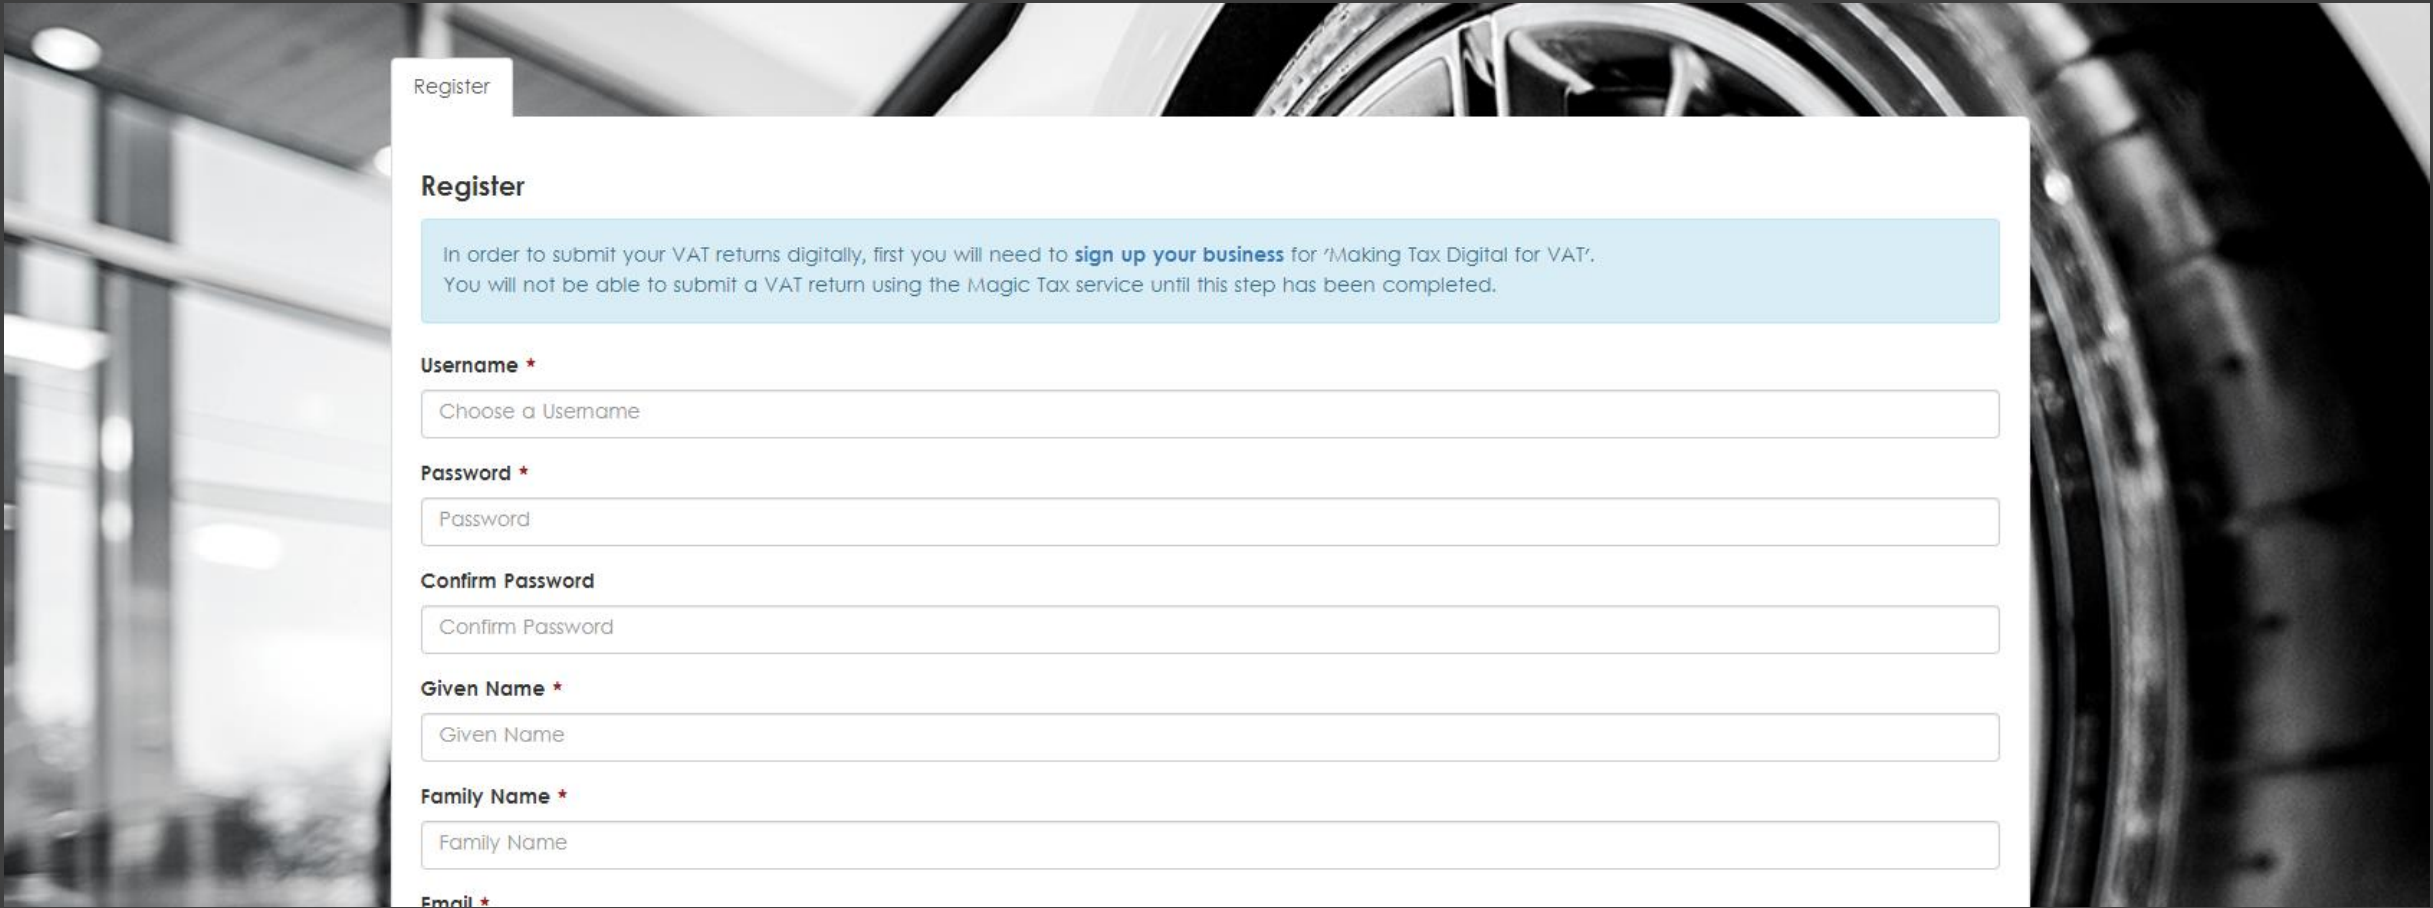 Register
Register
In order to submit your VAT returns digitally, first you will need to sign up your business for 'Making Tax Digital for VAT'.
You will not be able to submit a VAT return using the Magic Tax service until this step has been completed.
Username *
Choose a Username
Password *
Password
Confirm Password
Confirm Password
Given Name *
Given Name
Family Name *
Family Name
Email *